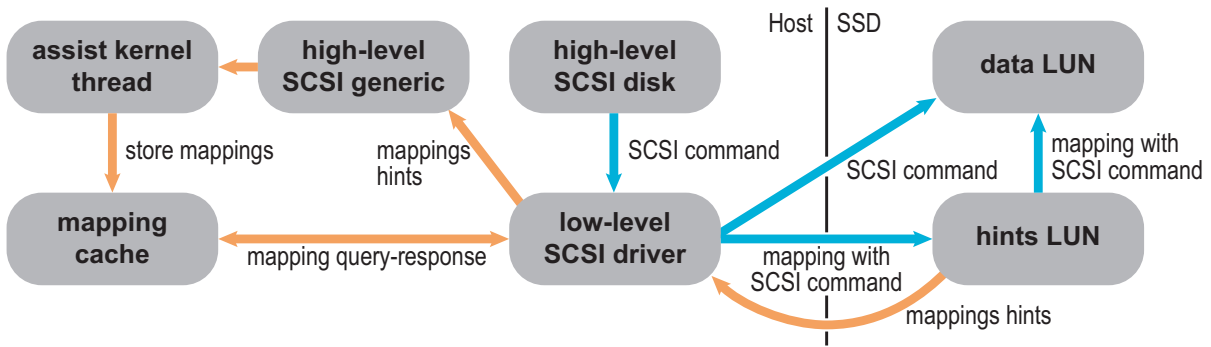 Host
SSD
assist kernel
thread
high-level
SCSI generic
high-level
SCSI disk
data LUN
store mappings
mappings
hints
SCSI command
SCSI command
mapping with
SCSI command
mapping
cache
mapping query-response
low-level
SCSI driver
mapping with
SCSI command
hints LUN
mappings hints